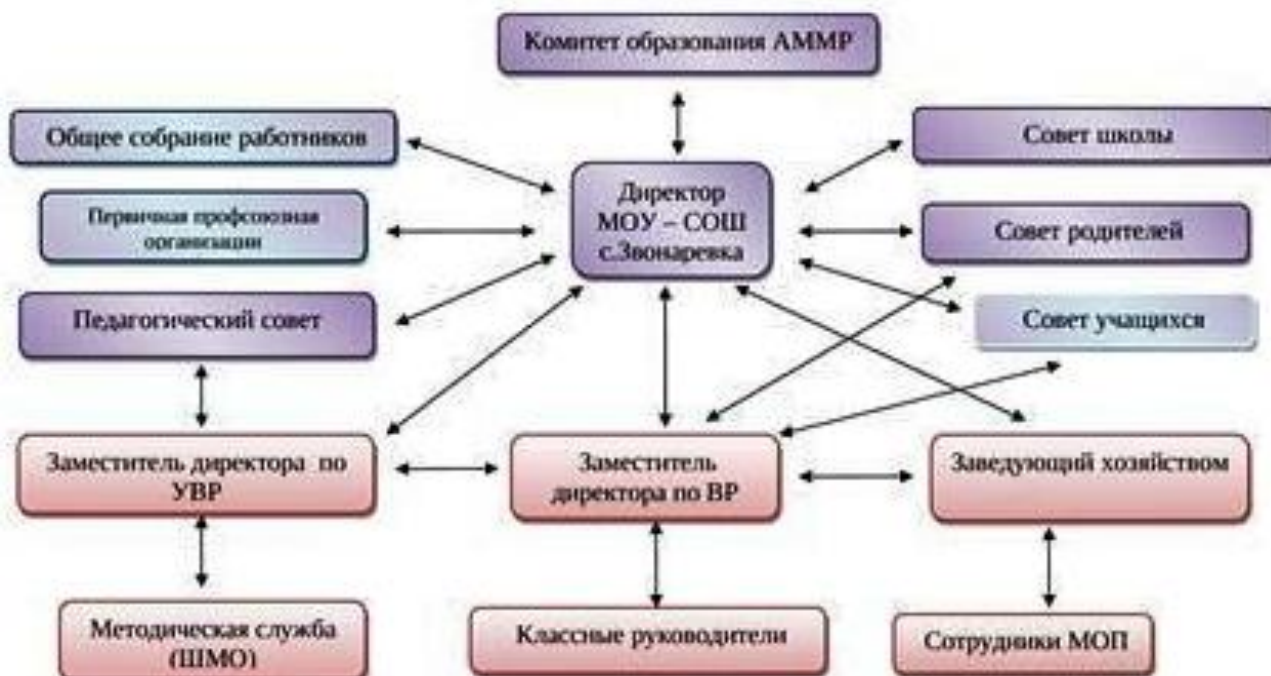 Комитет образования АММР
Общее собрание работников
Совет школы
Директор
МОУ – СОШ
с.Звонаревка
Первичная профсоюзная
организации
Совет родителей
Педагогический совет
Совет учащихся
Заместитель директора по
УВР
Заместитель
директора по ВР
Заведующий хозяйством
Методическая служба
(ШМО)
Классные руководители
Сотрудники МОП